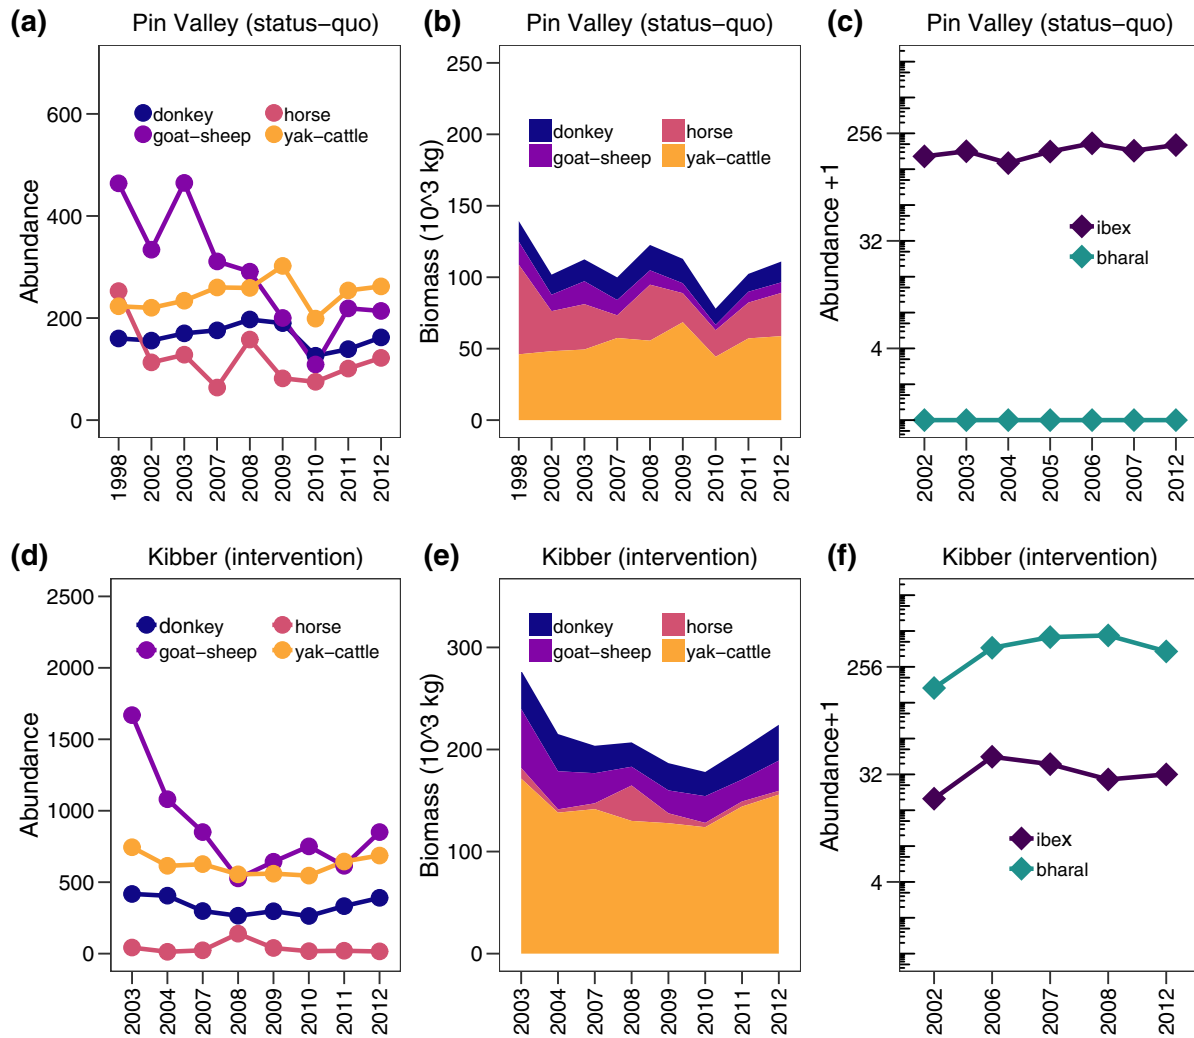 (a) Pin Valley (status−quo)
Abundance
600
400
200
0
donkey horse
goat−sheep yak−cattle
1998 2002 2003 2007 2008 2009 2010 2011 2012
(b) Pin Valley (status−quo)
Biomass (10^3 kg)
250
200
150
100
50
0
donkey horse
goat−sheep yak−cattle
1998 2002 2003 2007 2008 2009 2010 2011 2012
(c) Pin Valley (status−quo)
Abundance +1
256
32
4
ibex
bharal
2002 2003 2004 2005 2006 2007 2012
(d) Kibber (intervention)
Abundance
2500
2000
1500
1000
500
0
donkey horse
goat−sheep yak−cattle
2003 2004 2007 2008 2009 2010 2011 2012
(e) Kibber (intervention)
Biomass (10^3 kg)
300
200
100
0
donkey horse
goat−sheep yak−cattle
2003 2004 2007 2008 2009 2010 2011 2012
(f) Kibber (intervention)
Abundance+1
256
32
4
ibex
bharal
2002 2006 2007 2008 2012